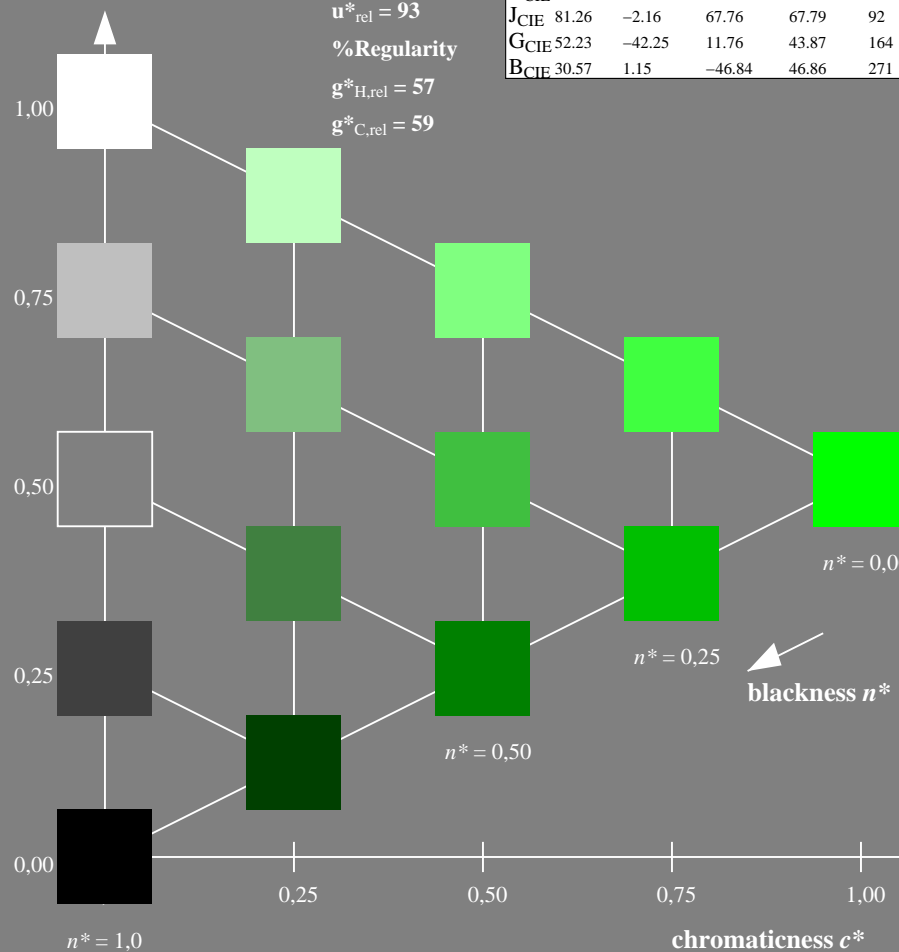 u*rel = 93
%Regularity
g*H,rel = 57
g*C,rel = 59
JCIE 81.26 −2.16 67.76 67.79 92
GCIE 52.23 −42.25 11.76 43.87 164
BCIE 30.57 1.15 −46.84 46.86 271
1,00
0,75
0,50
0,25
0,00
n* = 0,0
n* = 0,25
blackness n*
n* = 0,50
0,25 0,50 0,75 1,00
n* = 1,0
chromaticness c*